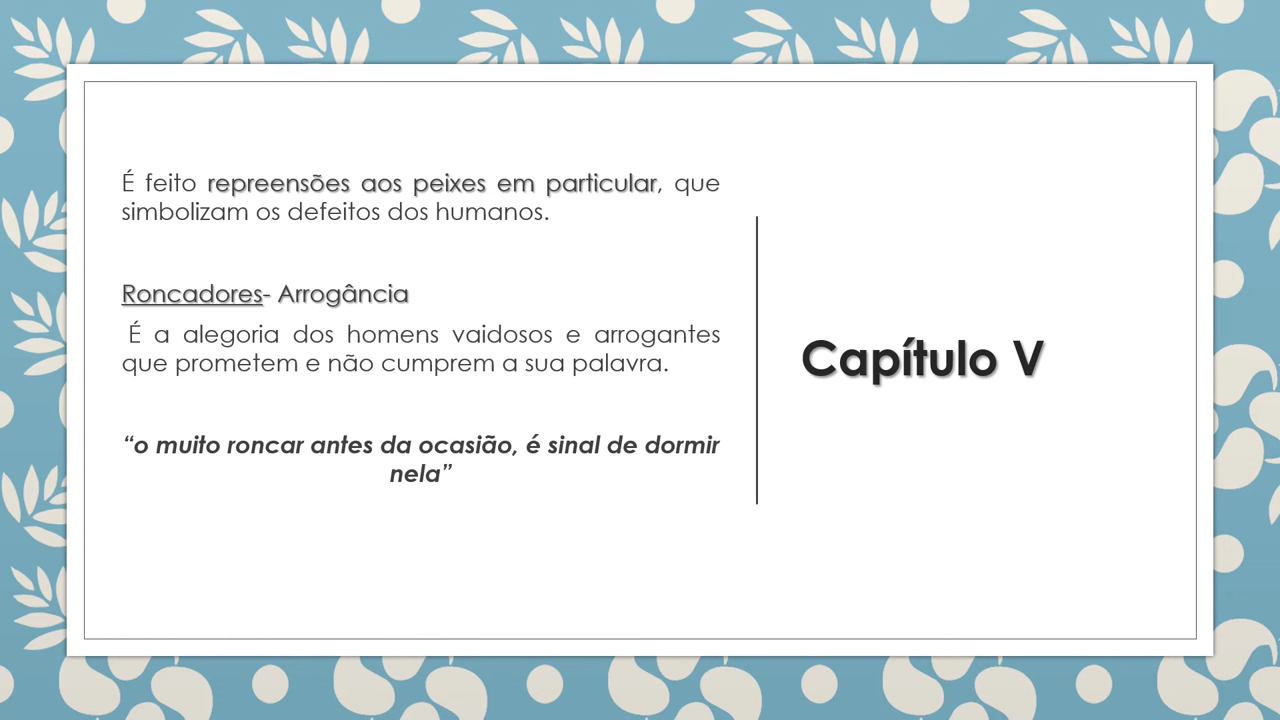 É feito repreensões aos peixes em particular, que
simbolizam os defeitos dos humanos.
Roncadores- Arrogância
É a alegoria dos homens vaidosos e arrogantes
que prometem e não cumprem a sua palavra.
“o muito roncar antes da ocasião, é sinal de dormir
nela”
Capítulo V